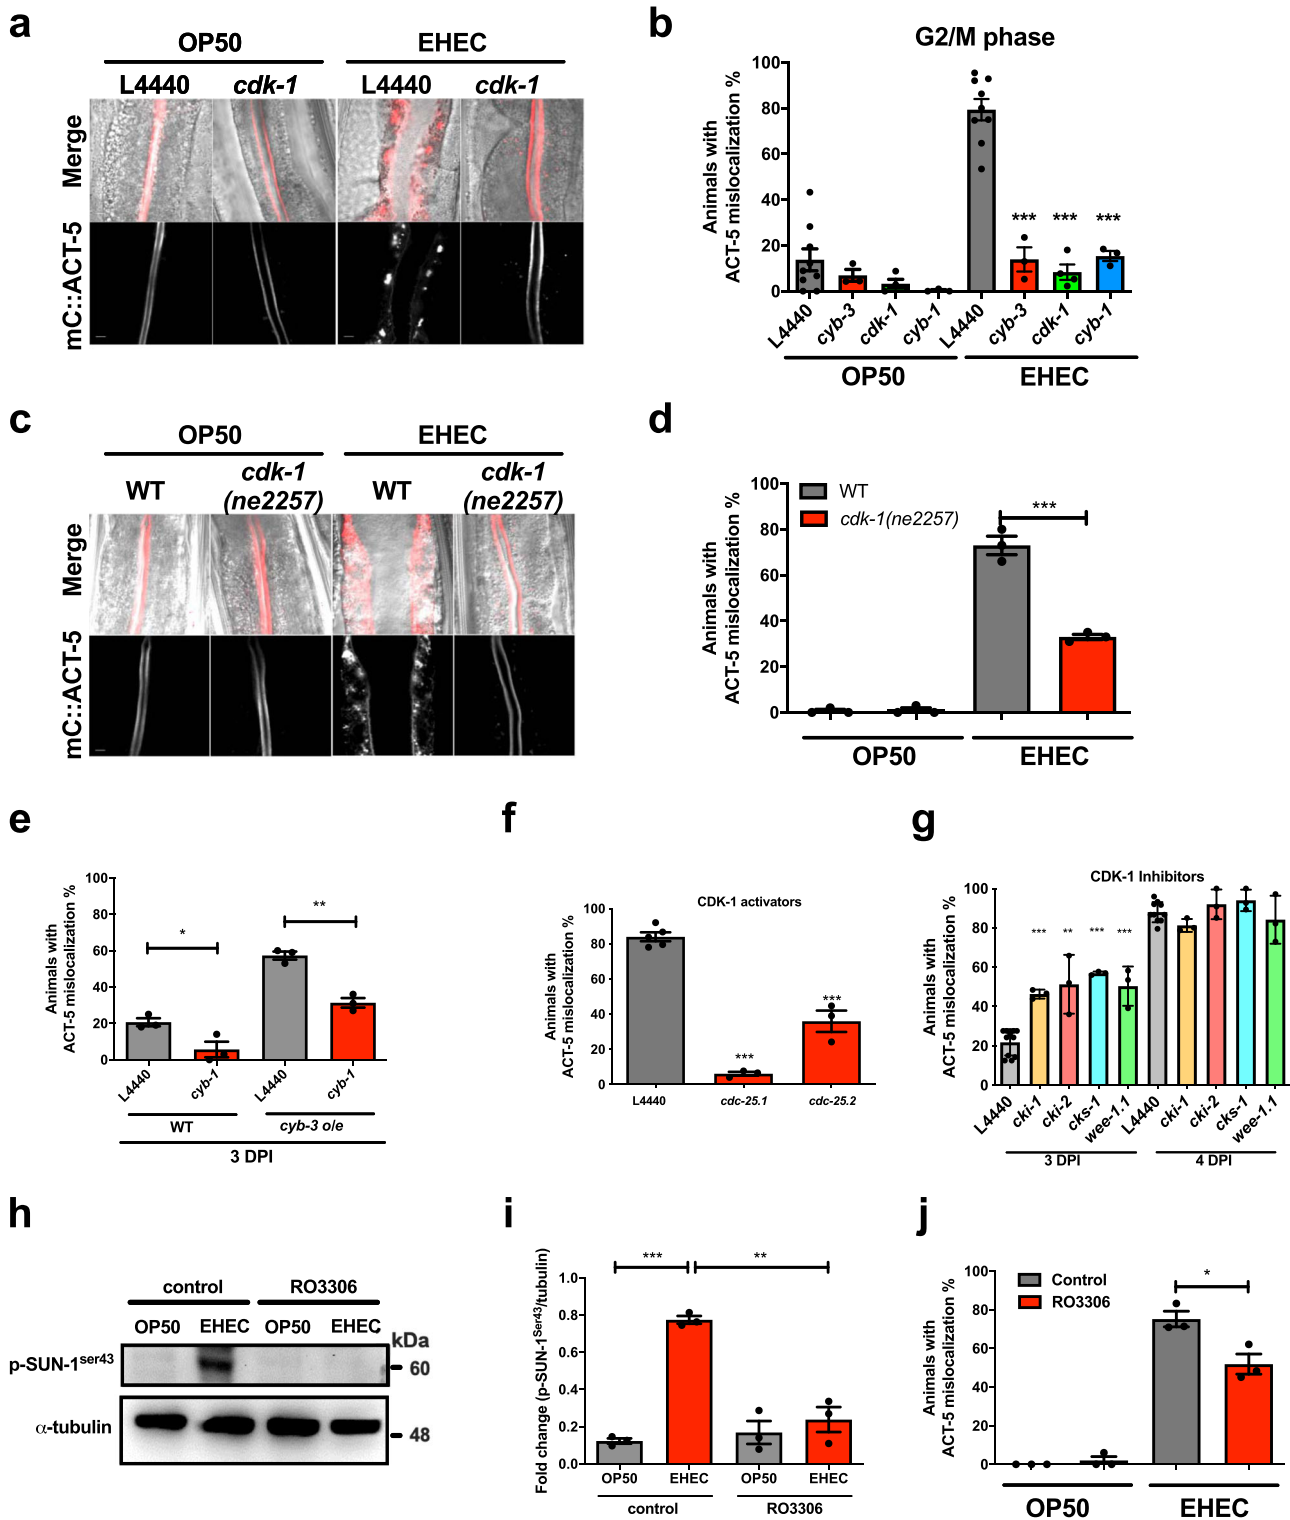 a
OP50
EHEC
L4440
cdk-1
L4440
cdk-1
Merge
mC::ACT-5
b
G2/M phase
Animals with
ACT-5 mislocalization %
100
80
60
40
20
0
***
***
***
L4440
cyb-3
cdk-1
cyb-1
L4440
cyb-3
cdk-1
cyb-1
OP50
EHEC
c
OP50
EHEC
WT
cdk-1
(ne2257)
WT
cdk-1
(ne2257)
Merge
mC::ACT-5
d
Animals with
ACT-5 mislocalization %
100
80
60
40
20
0
WT
cdk-1(ne2257)
***
OP50
EHEC
e
Animals with
ACT-5 mislocalization %
100
80
60
40
20
0
*
**
L4440
cyb-1
L4440
cyb-1
WT
cyb-3 o/e
3 DPI
f
CDK-1 activators
Animals with
ACT-5 mislocalization %
100
80
60
40
20
0
***
***
L4440
cdc-25.1
cdc-25.2
g
CDK-1 Inhibitors
Animals with
ACT-5 mislocalization %
100
80
60
40
20
0
***
**
***
***
L4440
cki-1
cki-2
cks-1
wee-1.1
L4440
cki-1
cki-2
cks-1
wee-1.1
3 DPI
4 DPI
h
control
RO3306
OP50
EHEC
OP50
EHEC
kDa
p-SUN-1ser43
60
α-tubulin
48
i
Fold change (p-SUN-1Ser43/tubulin)
1.0
0.8
0.6
0.4
0.2
0.0
***
**
OP50
EHEC
OP50
EHEC
control
RO3306
j
Animals with
ACT-5 mislocalization %
100
80
60
40
20
0
Control
RO3306
*
OP50
EHEC